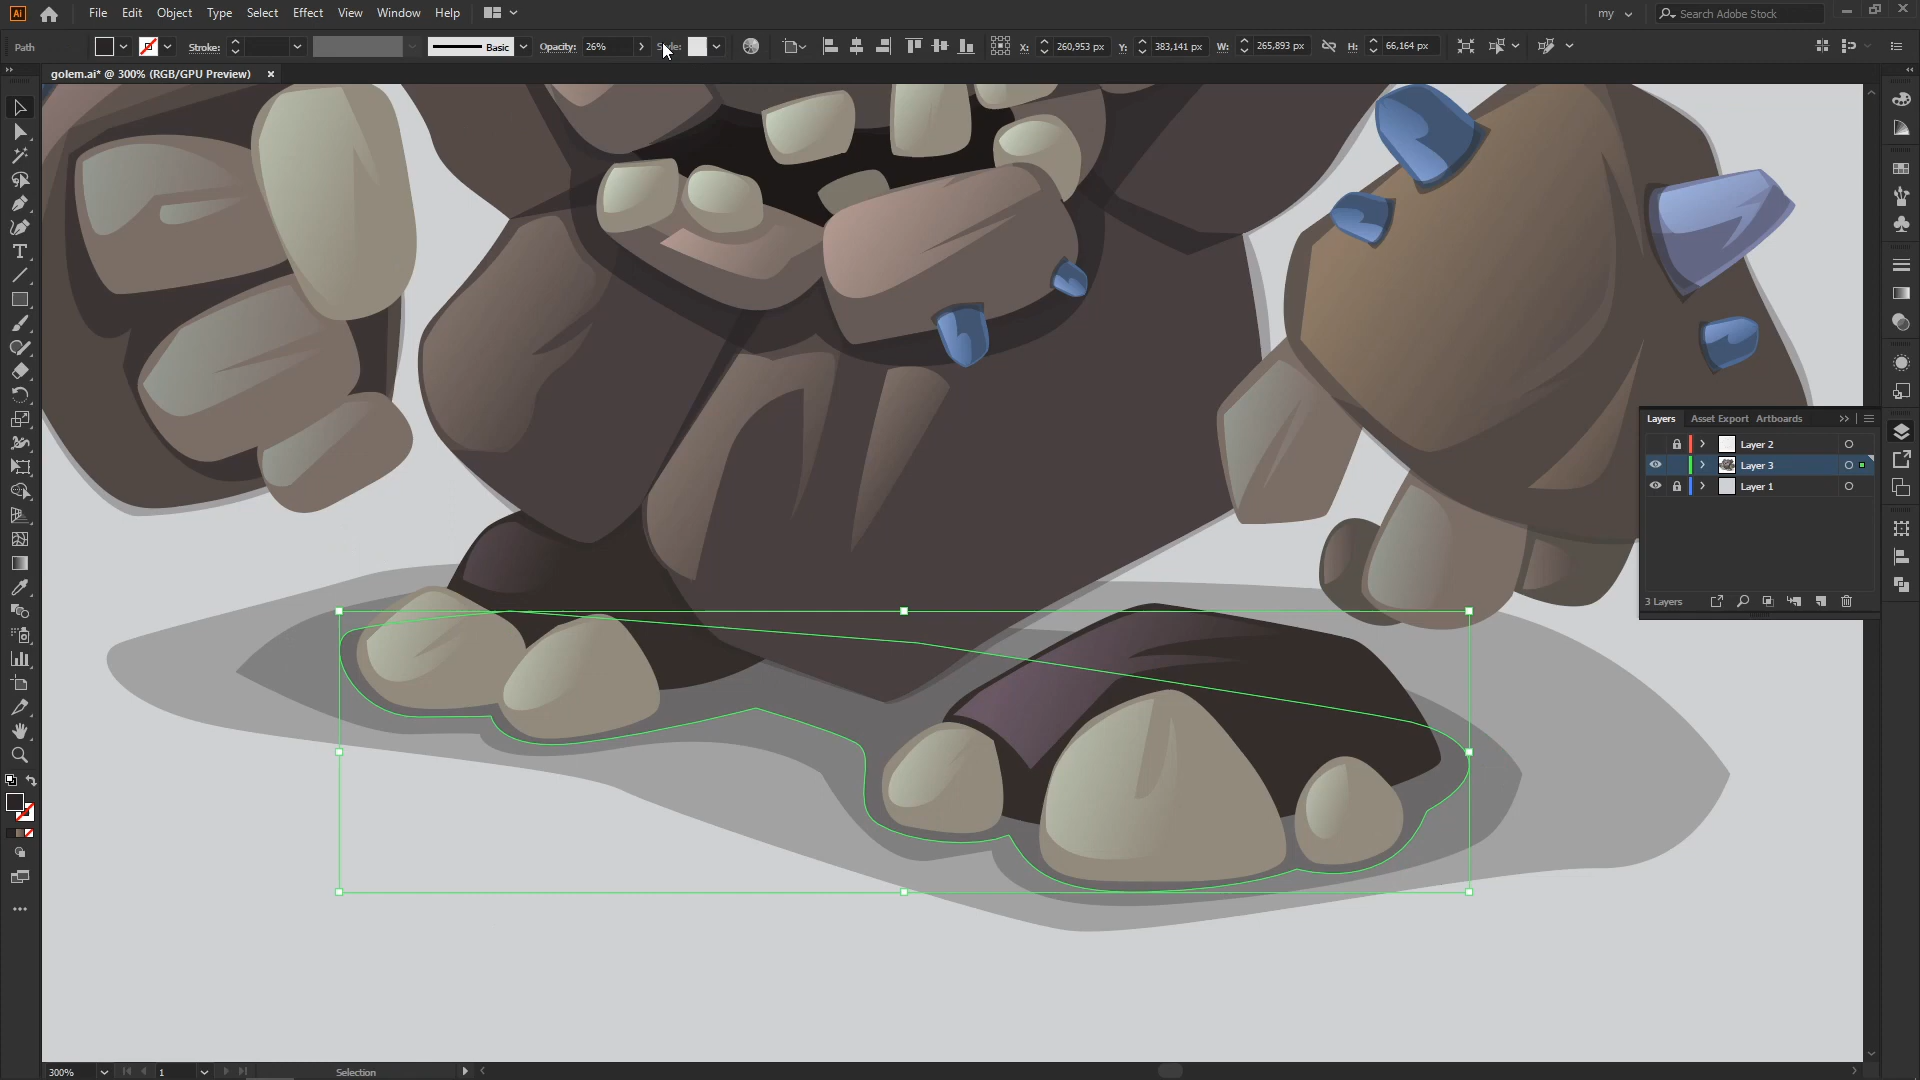 Ai File Edit Object Type Select Effect View Window Help my Search Adobe Stock
Path Stroke: Basic Opacity: 26% Style: X: 260,953 px Y: 383,141 px W: 265,893 px H: 66,164 px
golem.ai* @ 300% (RGB/GPU Preview)
Layers Asset Export Artboards
Layer 2
Layer 3
Layer 1
3 Layers
300% 1 Selection